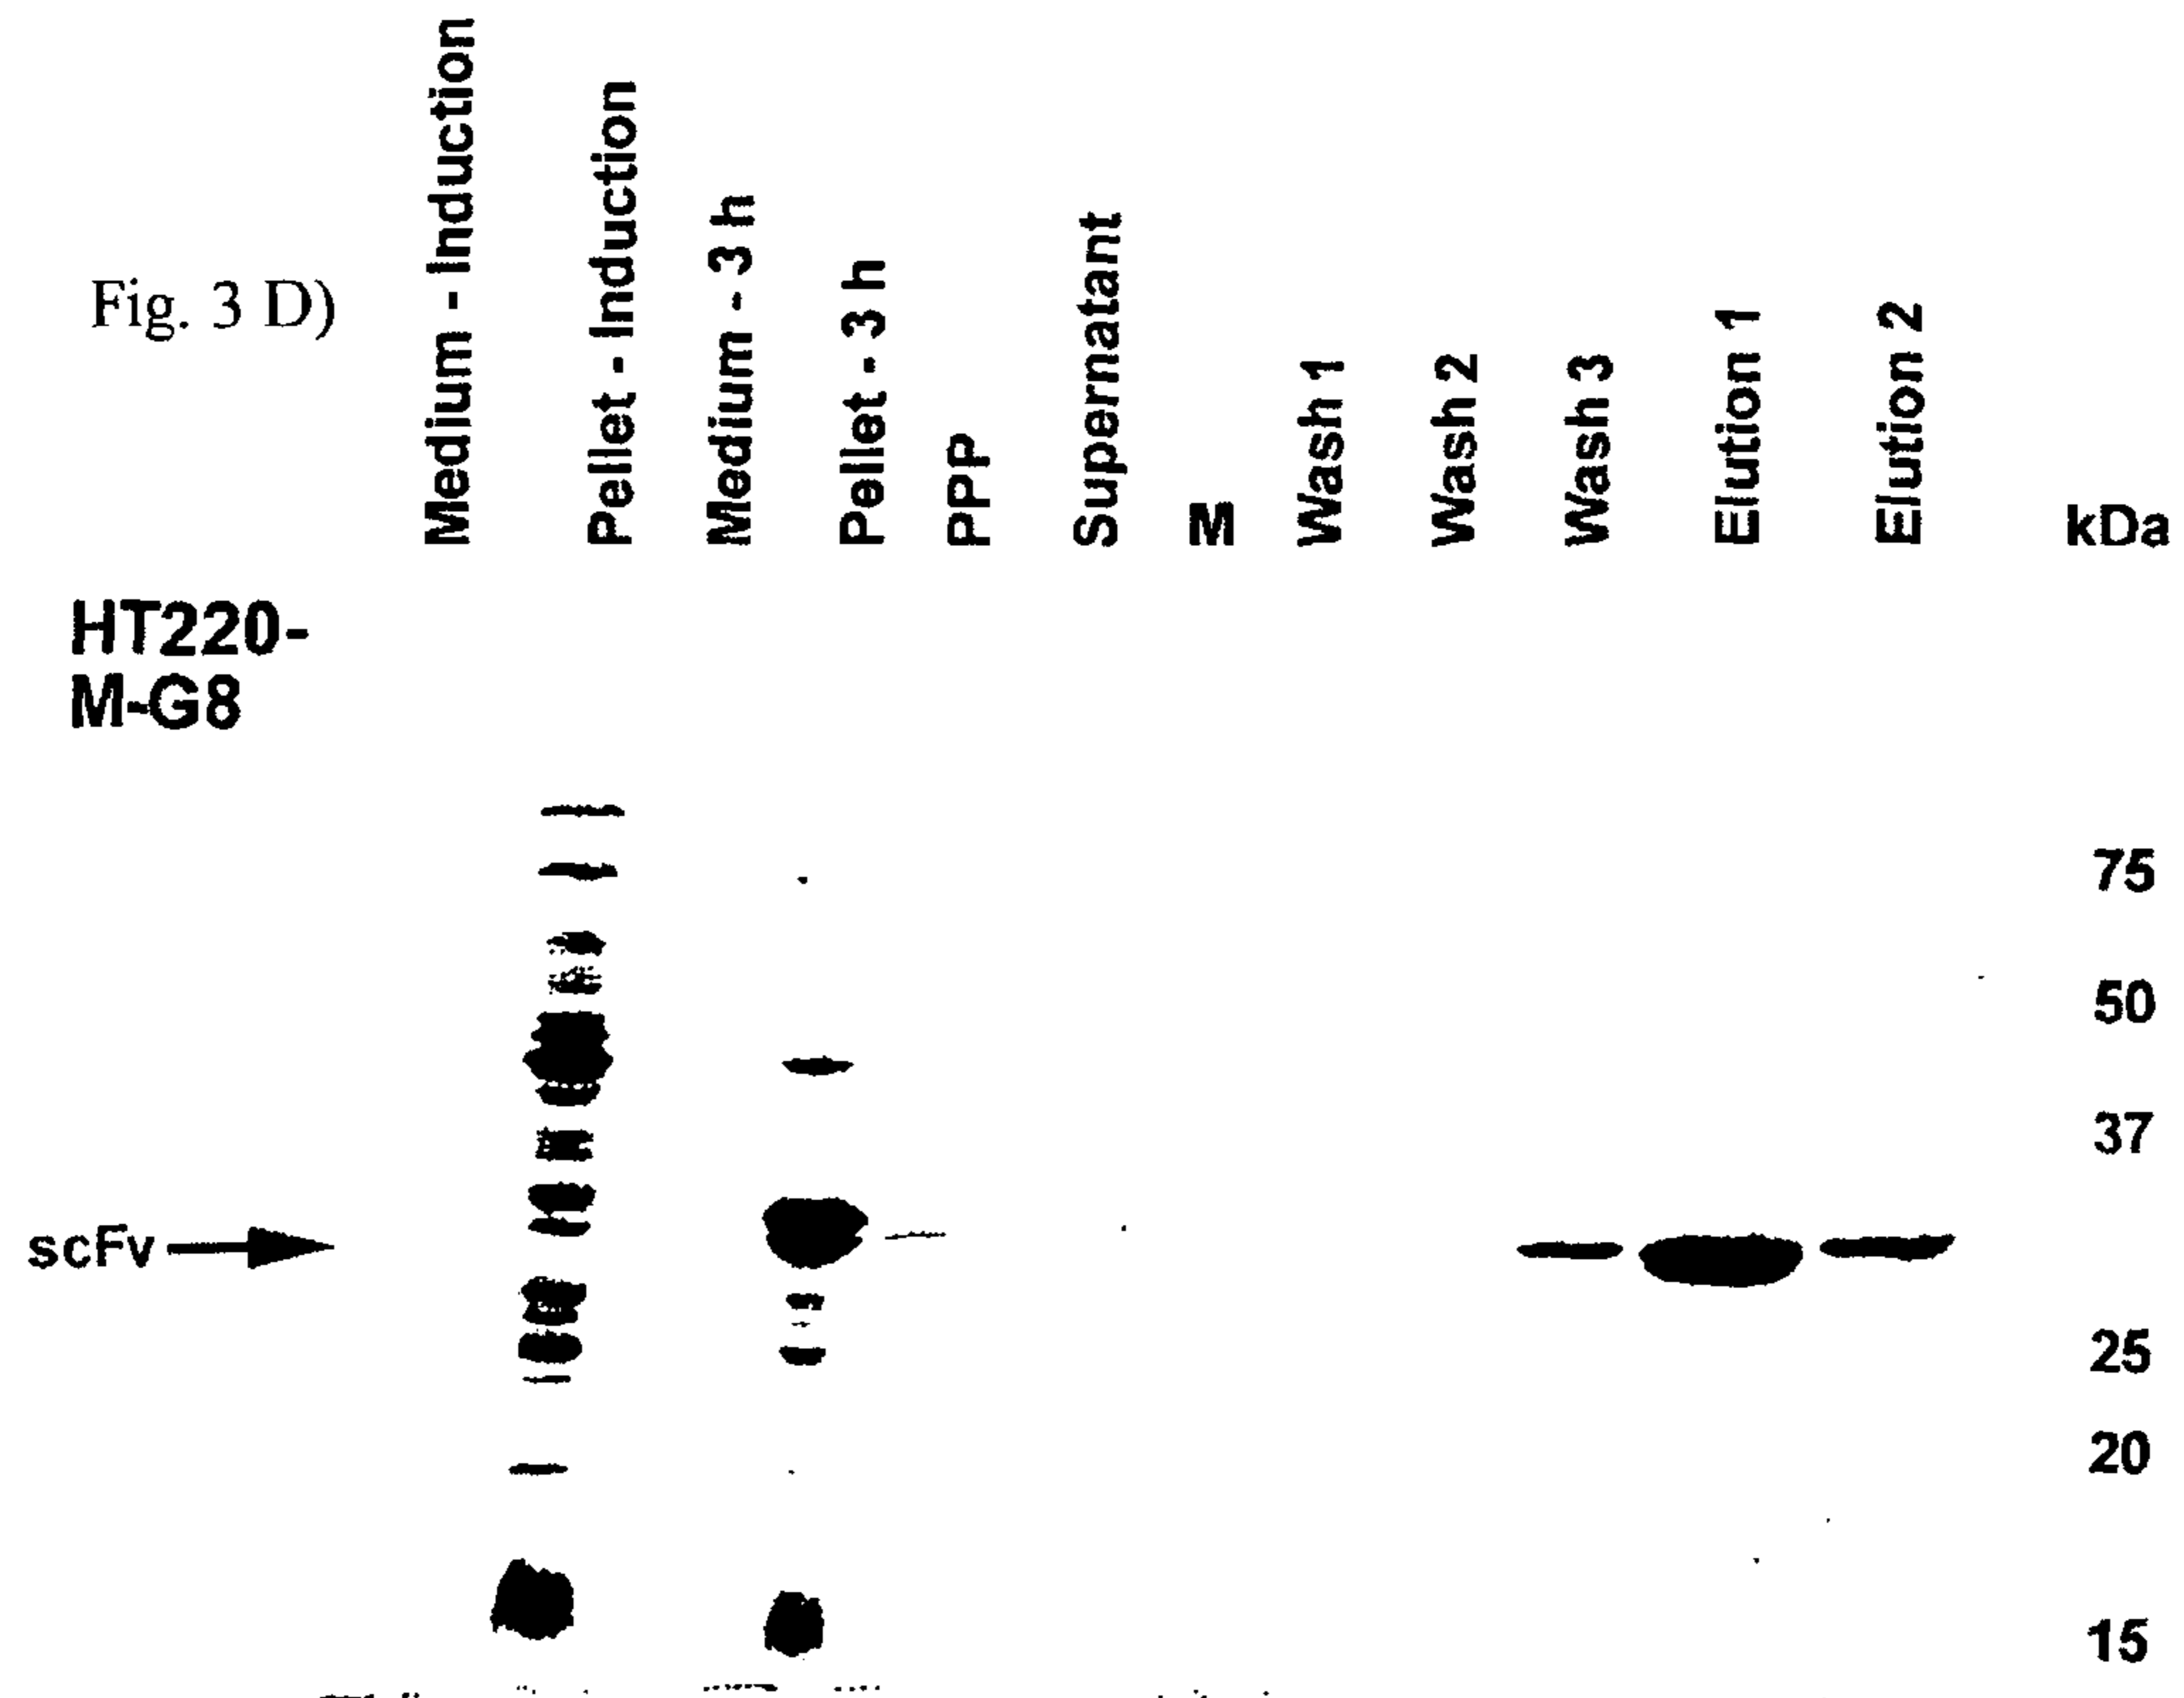 Fig. 3 D)
Medium - Induction
Pellet - Induction
Medium - 3 h
Pellet - 3 h
PPP
Supernatant
M
Wash 1
Wash 2
Wash 3
Elution 1
Elution 2
kDa
HT220-
M-G8
75
50
37
scFv
25
20
15